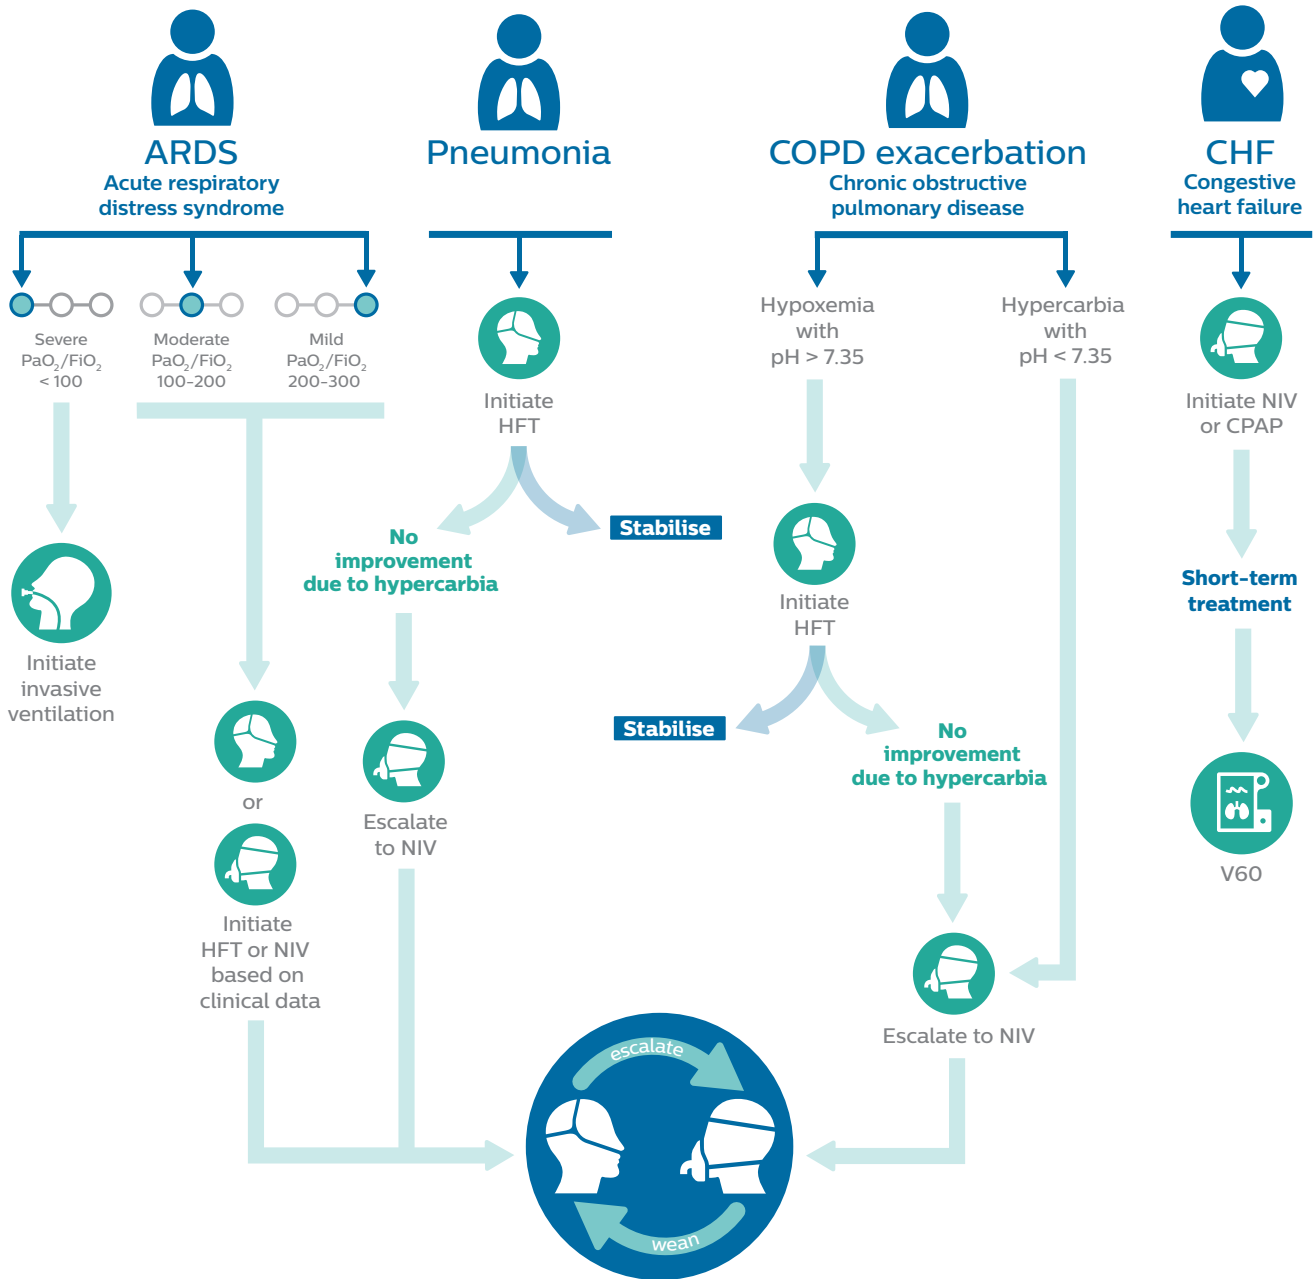 ARDS
Acute respiratory
distress syndrome
Severe
PaO₂/FiO₂
< 100
Moderate
PaO₂/FiO₂
100-200
Mild
PaO₂/FiO₂
200-300
Initiate
invasive
ventilation
or
Initiate
HFT or NIV
based on
clinical data
Pneumonia
Initiate
HFT
No
improvement
due to hypercarbia
Stabilise
Escalate
to NIV
COPD exacerbation
Chronic obstructive
pulmonary disease
Hypoxemia
with
pH > 7.35
Hypercarbia
with
pH < 7.35
Initiate
HFT
Stabilise
No
improvement
due to hypercarbia
Escalate to NIV
CHF
Congestive
heart failure
Initiate NIV
or CPAP
Short-term
treatment
V60
escalate
wean